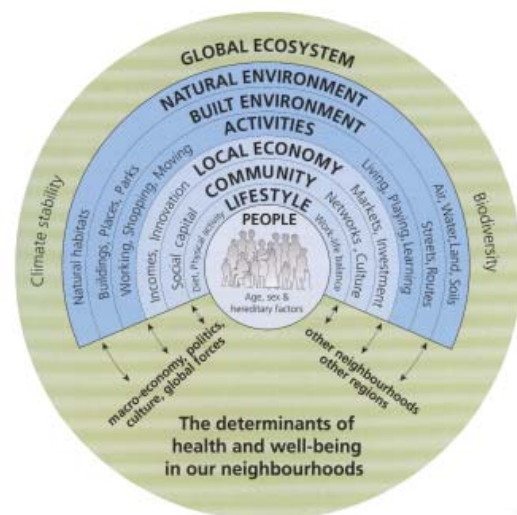 GLOBAL ECOSYSTEM
Climate stability
Biodiversity
NATURAL ENVIRONMENT
Natural habitats
Air, Water, Land, Soils
BUILT ENVIRONMENT
Buildings, Places, Parks
Streets, Routes
ACTIVITIES
Working, Shopping, Moving
Living, Playing, Learning
LOCAL ECONOMY
Incomes, Innovation
Markets, Investment
COMMUNITY
Social capital
Networks, Culture
LIFESTYLE
Diet, Physical activity
Work-life balance
PEOPLE
Age, sex &
hereditary factors
macro-economy, politics,
culture, global forces
other neighbourhoods
other regions
The determinants of
health and well-being
in our neighbourhoods